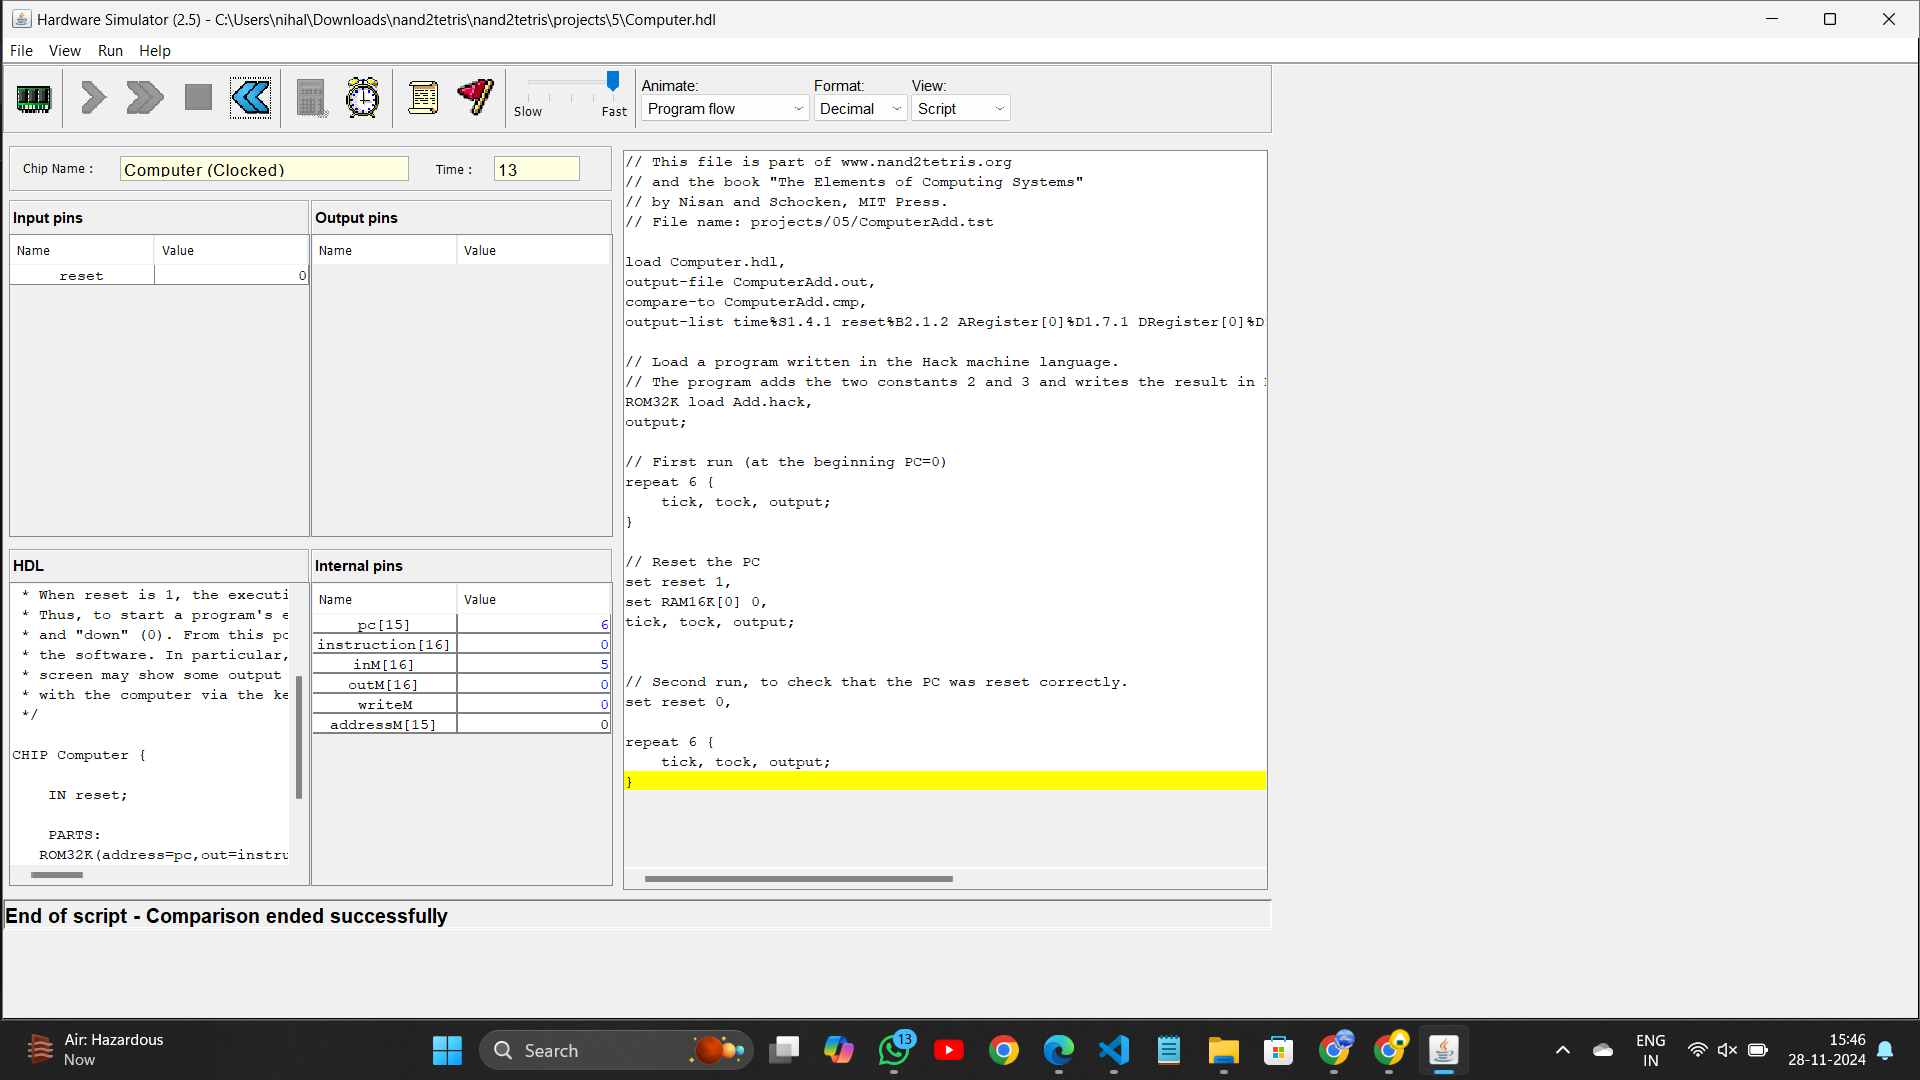 Hardware Simulator (2.5) - C:\Users\nihal\Downloads\nand2tetris\nand2tetris\projects\5\Computer.hdl
File View Run Help
Slow Fast
Animate: Format: View:
Program flow Decimal Script
Chip Name : Computer (Clocked) Time : 13
Input pins
Name Value
reset 0
Output pins
Name Value
HDL
* When reset is 1, the executi
* Thus, to start a program's e
* and "down" (0). From this po
* the software. In particular,
* screen may show some output
* with the computer via the ke
*/
CHIP Computer {
IN reset;
PARTS:
ROM32K(address=pc,out=instru
Internal pins
Name Value
pc[15] 6
instruction[16] 0
inM[16] 5
outM[16] 0
writeM 0
addressM[15] 0
// This file is part of www.nand2tetris.org
// and the book "The Elements of Computing Systems"
// by Nisan and Schocken, MIT Press.
// File name: projects/05/ComputerAdd.tst
load Computer.hdl,
output-file ComputerAdd.out,
compare-to ComputerAdd.cmp,
output-list time%S1.4.1 reset%B2.1.2 ARegister[0]%D1.7.1 DRegister[0]%D
// Load a program written in the Hack machine language.
// The program adds the two constants 2 and 3 and writes the result in
ROM32K load Add.hack,
output;
// First run (at the beginning PC=0)
repeat 6 {
tick, tock, output;
}
// Reset the PC
set reset 1,
set RAM16K[0] 0,
tick, tock, output;
// Second run, to check that the PC was reset correctly.
set reset 0,
repeat 6 {
tick, tock, output;
}
End of script - Comparison ended successfully
Air: Hazardous
Now
Search
13
ENG
IN
15:46
28-11-2024